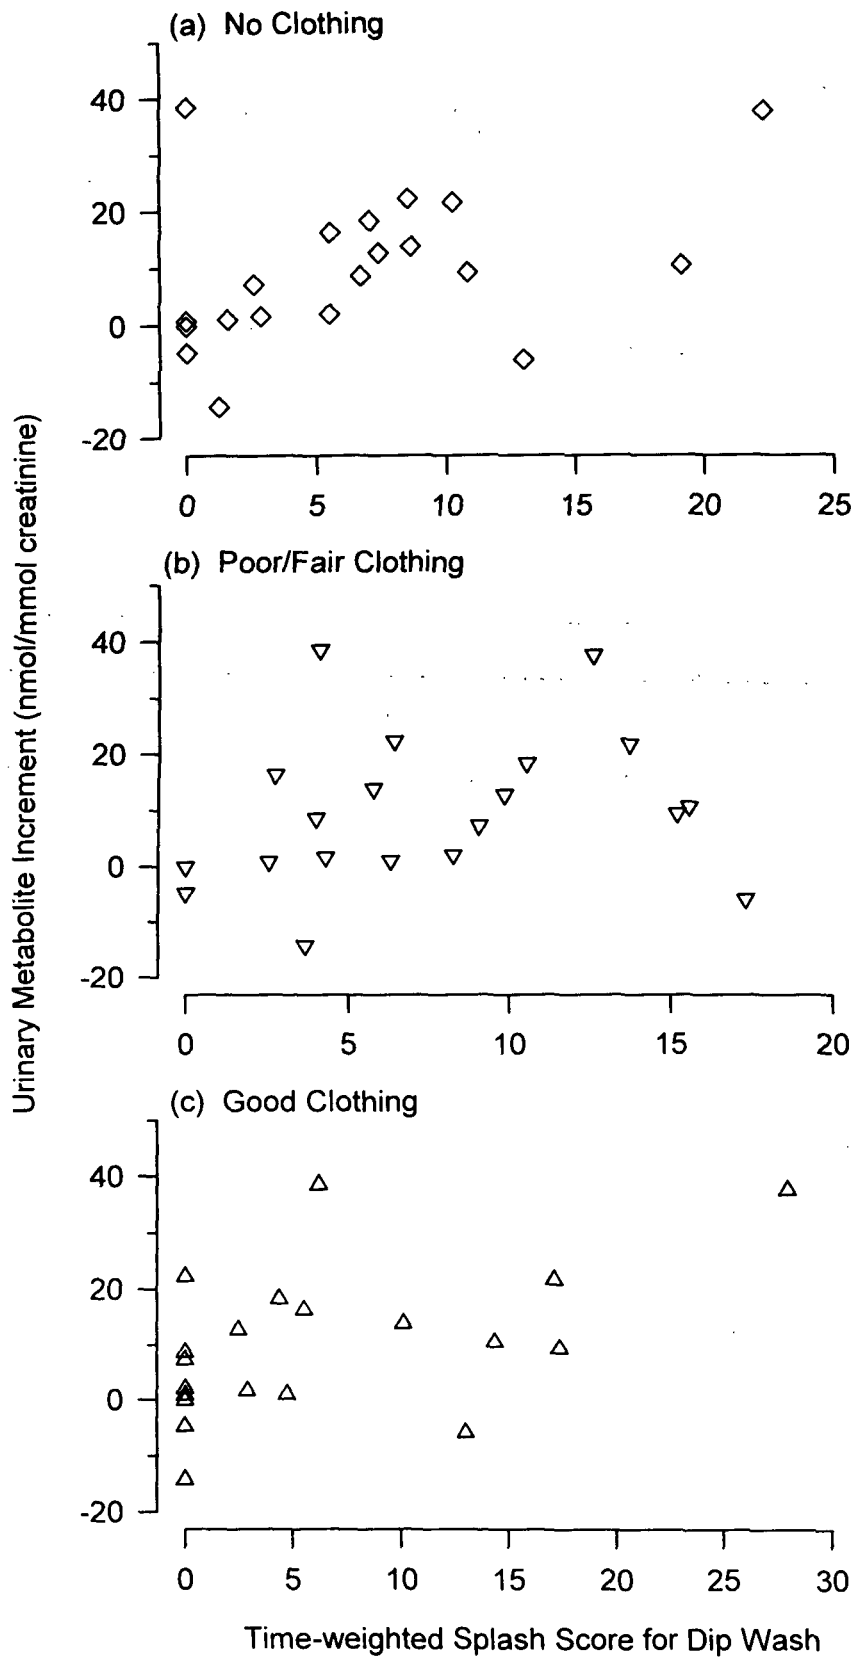 (a) No Clothing
40
20
0
-20
0 5 10 15 20 25
(b) Poor/Fair Clothing
40
20
0
-20
0 5 10 15 20
(c) Good Clothing
40
20
0
-20
0 5 10 15 20 25 30
Urinary Metabolite Increment (nmol/mmol creatinine)
Time-weighted Splash Score for Dip Wash